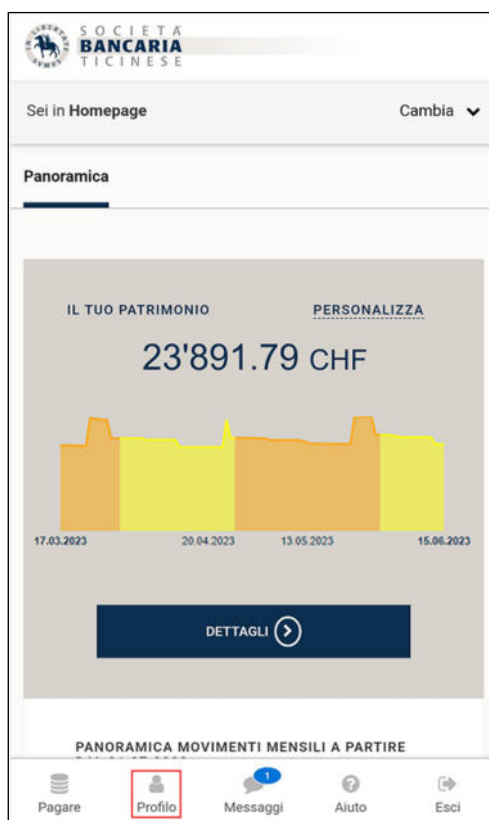 SOCIETÀ
BANCARIA
TICINESE
Sei in Homepage
Cambia
Panoramica
IL TUO PATRIMONIO
PERSONALIZZA
23'891.79 CHF
17.03.2023
20.04.2023
13.05.2023
15.06.2023
DETTAGLI
PANORAMICA MOVIMENTI MENSILI A PARTIRE
1
Pagare
Profilo
Messaggi
Aiuto
Esci